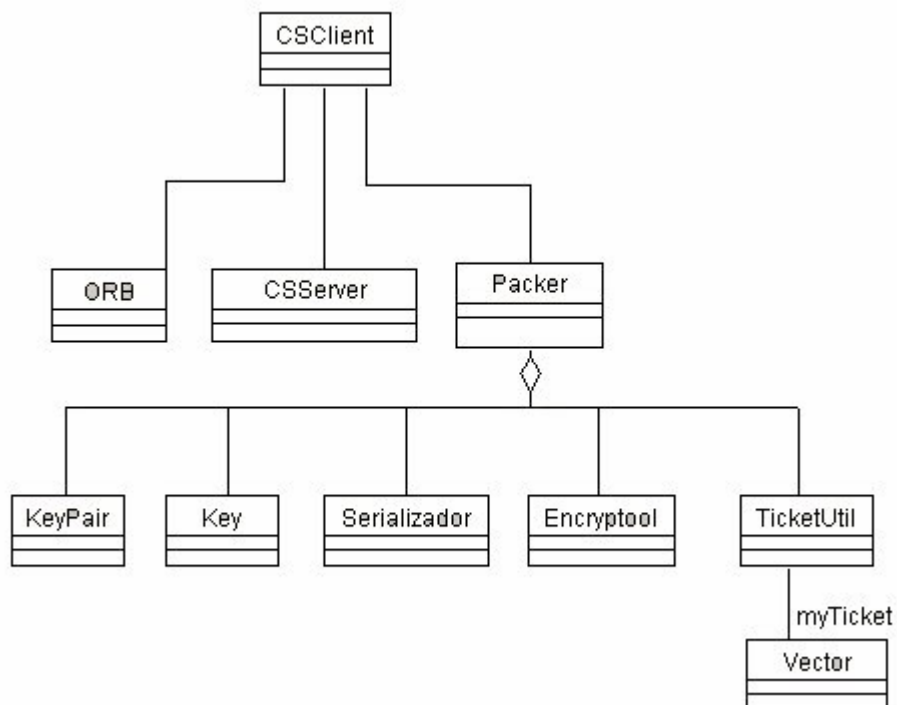 CSClient
ORB
CSServer
Packer
KeyPair
Key
Serializador
Encryptool
TicketUtil
myTicket
Vector